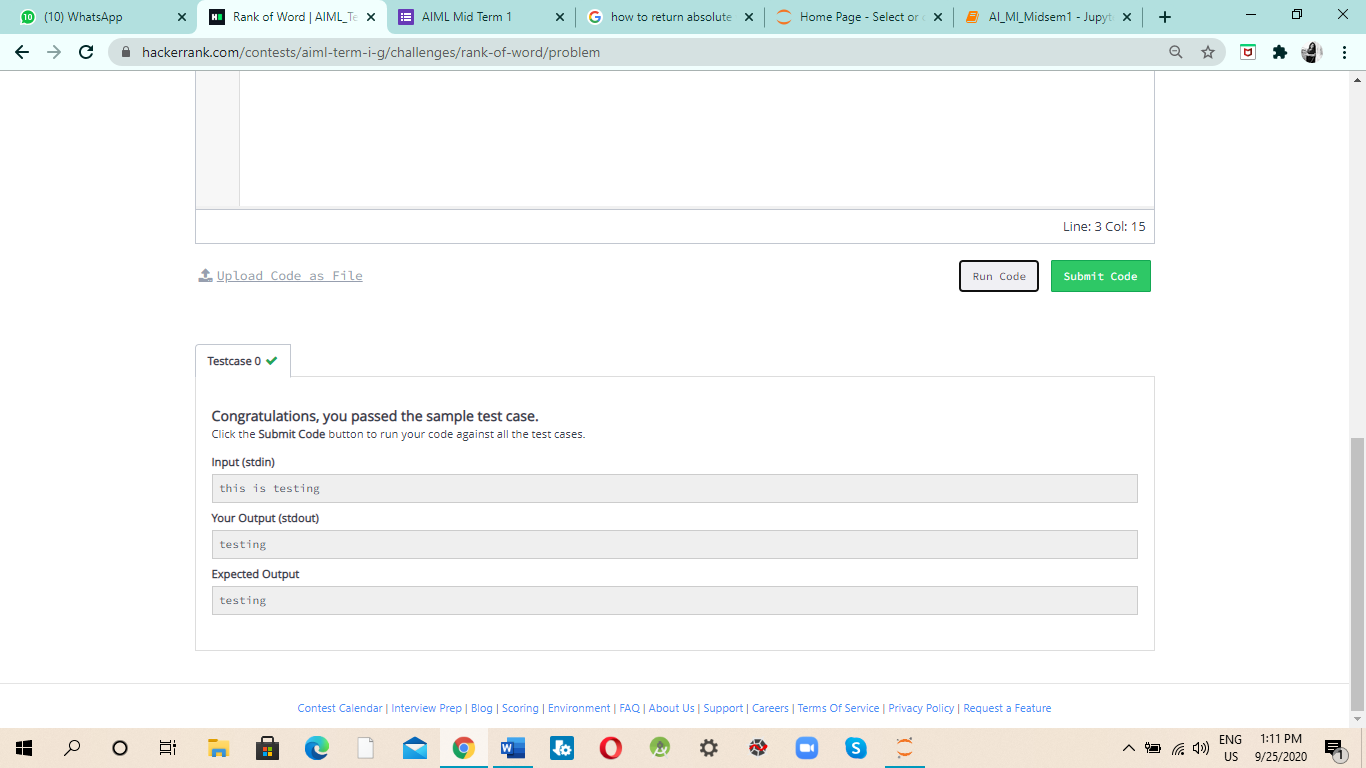 10 (10) WhatsApp
H Rank of Word | AIML_Te
AIML Mid Term 1
G how to return absolute
Home Page - Select or
AI_Ml_Midsem1 - Jupyt
hackerrank.com/contests/aiml-term-i-g/challenges/rank-of-word/problem
Line: 3 Col: 15
Upload Code as File
Run Code
Submit Code
Testcase 0
Congratulations, you passed the sample test case.
Click the Submit Code button to run your code against all the test cases.
Input (stdin)
this is testing
Your Output (stdout)
testing
Expected Output
testing
Contest Calendar | Interview Prep | Blog | Scoring | Environment | FAQ | About Us | Support | Careers | Terms Of Service | Privacy Policy | Request a Feature
W
S
ENG
US
1:11 PM
9/25/2020
1